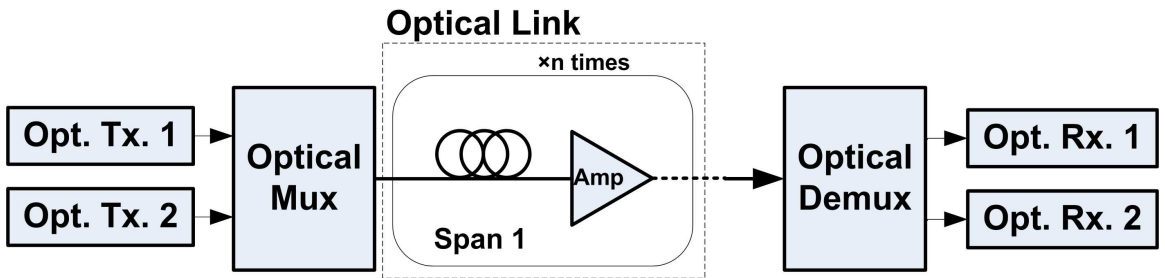 Optical Link
×n times
Opt. Tx. 1
Opt. Tx. 2
Optical
Mux
Amp
Span 1
Optical
Demux
Opt. Rx. 1
Opt. Rx. 2